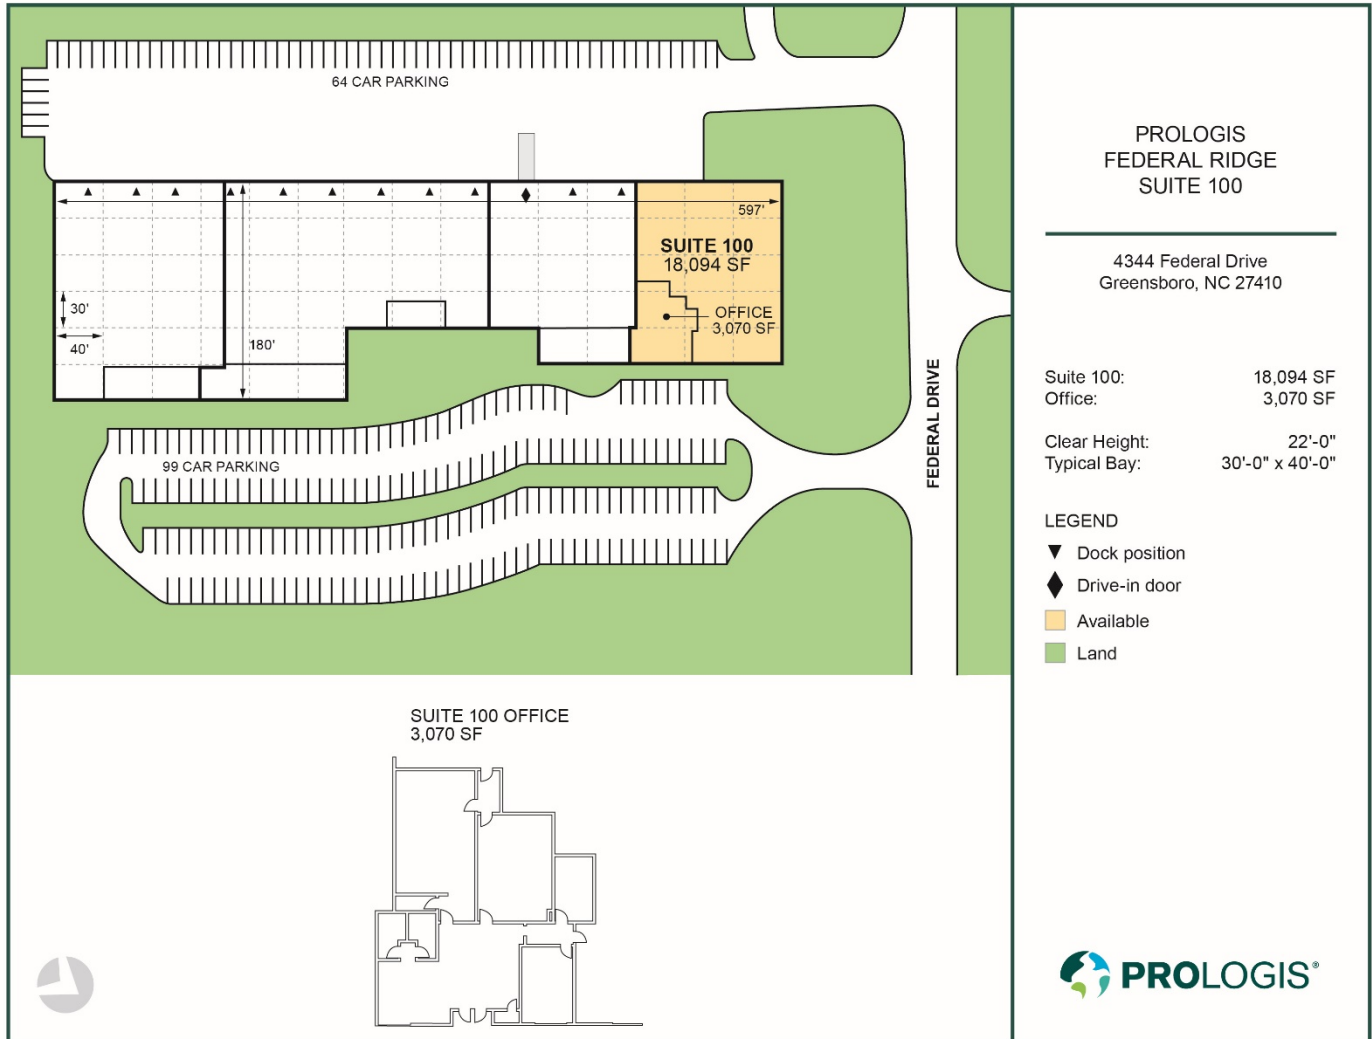 64 CAR PARKING
597'
SUITE 100
18,094 SF
OFFICE
3,070 SF
30'
40'
180'
99 CAR PARKING
FEDERAL DRIVE
SUITE 100 OFFICE
3,070 SF
PROLOGIS
FEDERAL RIDGE
SUITE 100
4344 Federal Drive
Greensboro, NC 27410
Suite 100: 18,094 SF
Office: 3,070 SF
Clear Height: 22'-0"
Typical Bay: 30'-0" x 40'-0"
LEGEND
Dock position
Drive-in door
Available
Land
PROLOGIS®